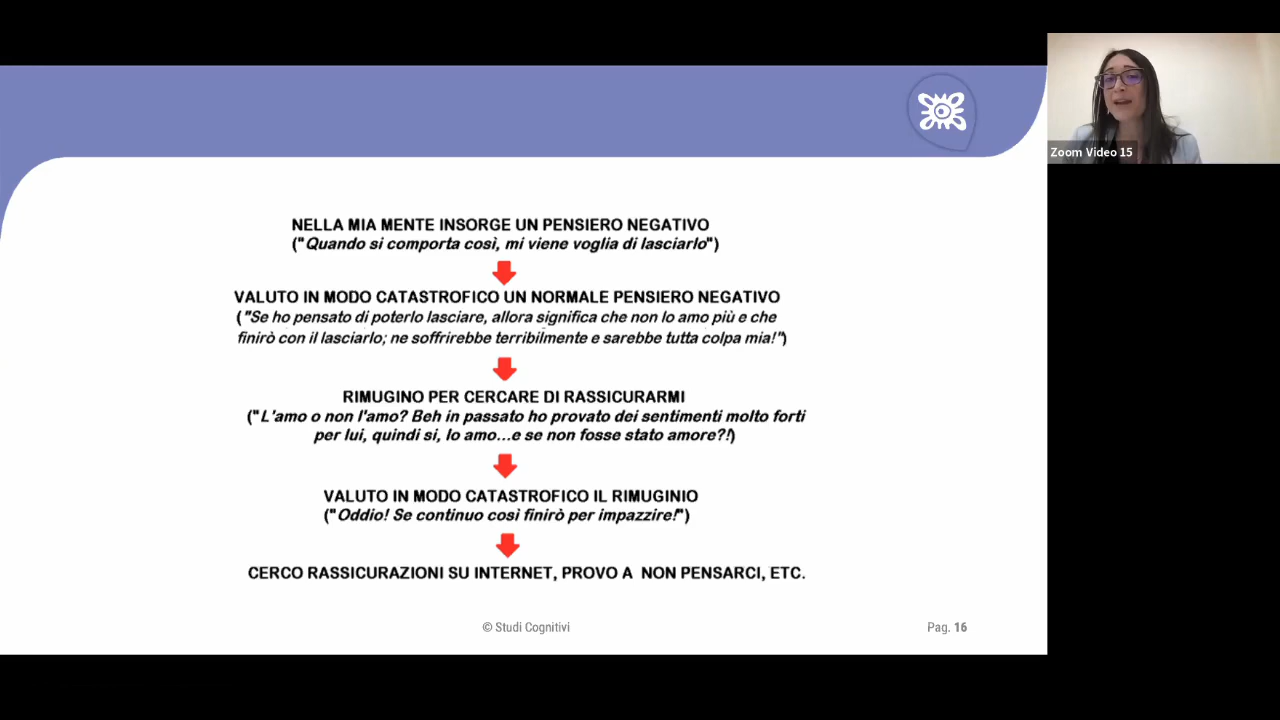 NELLA MIA MENTE INSORGE UN PENSIERO NEGATIVO
("Quando si comporta così, mi viene voglia di lasciarlo")
VALUTO IN MODO CATASTROFICO UN NORMALE PENSIERO NEGATIVO
("Se ho pensato di poterlo lasciare, allora significa che non lo amo più e che
finirò con il lasciarlo; ne soffrirebbe terribilmente e sarebbe tutta colpa mia!")
RIMUGINO PER CERCARE DI RASSICURARMI
("L'amo o non l'amo? Beh in passato ho provato dei sentimenti molto forti
per lui, quindi si, lo amo...e se non fosse stato amore?!)
VALUTO IN MODO CATASTROFICO IL RIMUGINIO
("Oddio! Se continuo così finirò per impazzire!")
CERCO RASSICURAZIONI SU INTERNET, PROVO A NON PENSARCI, ETC.
© Studi Cognitivi
Pag. 16
Zoom Video 15